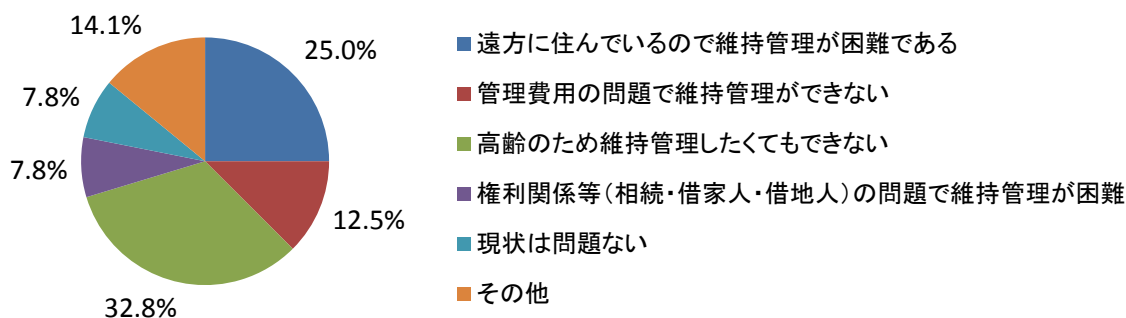 14.1%
25.0%
7.8%
7.8%
12.5%
32.8%
遠方に住んでいるので維持管理が困難である
管理費用の問題で維持管理ができない
高齢のため維持管理したくてもできない
権利関係等(相続・借家人・借地人)の問題で維持管理が困難
現状は問題ない
その他